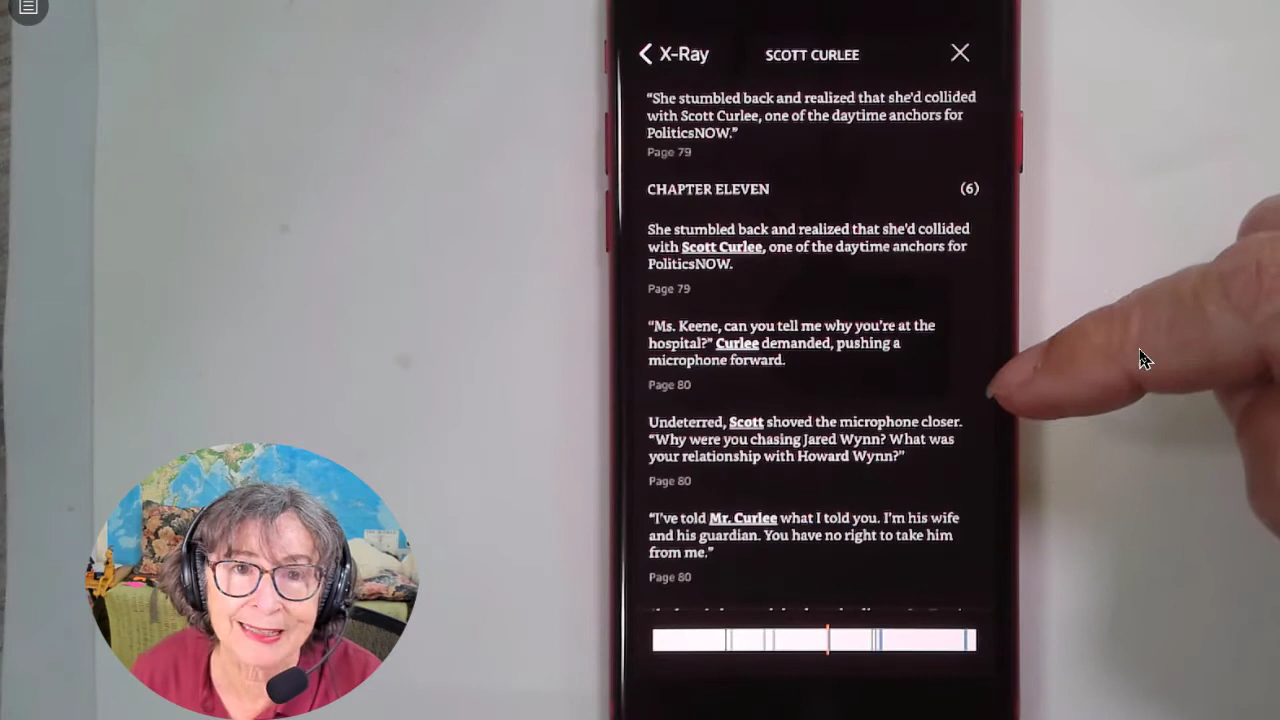 X-Ray
SCOTT CURLEE
“She stumbled back and realized that she'd collided
with Scott Curlee, one of the daytime anchors for
PoliticsNOW.”
Page 79
CHAPTER ELEVEN (6)
She stumbled back and realized that she'd collided
with Scott Curlee, one of the daytime anchors for
PoliticsNOW.
Page 79
“Ms. Keene, can you tell me why you're at the
hospital?” Curlee demanded, pushing a
microphone forward.
Page 80
Undeterred, Scott shoved the microphone closer.
“Why were you chasing Jared Wynn? What was
your relationship with Howard Wynn?”
Page 80
“I've told Mr. Curlee what I told you. I'm his wife
and his guardian. You have no right to take him
from me.”
Page 80